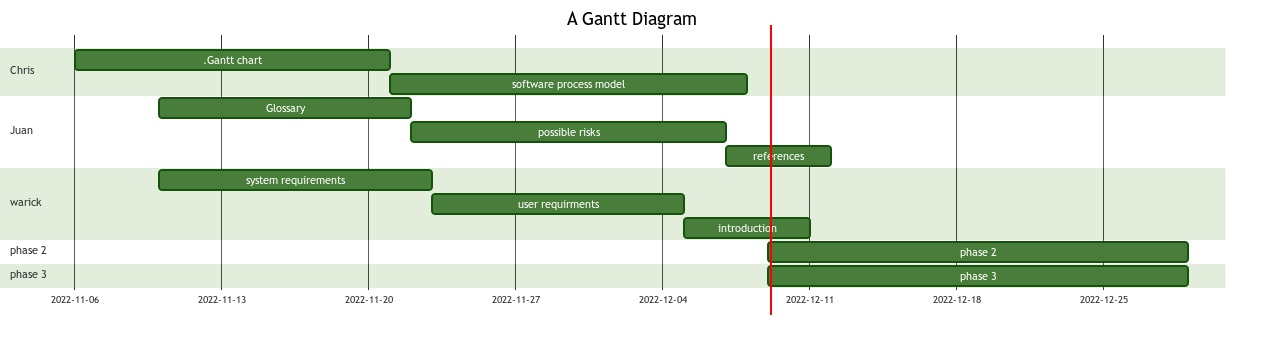 A Gantt Diagram
Chris
.Gantt chart
software process model
Juan
Glossary
possible risks
references
warick
system requirements
user requirments
introduction
phase 2
phase 2
phase 3
phase 3
2022-11-06
2022-11-13
2022-11-20
2022-11-27
2022-12-04
2022-12-11
2022-12-18
2022-12-25